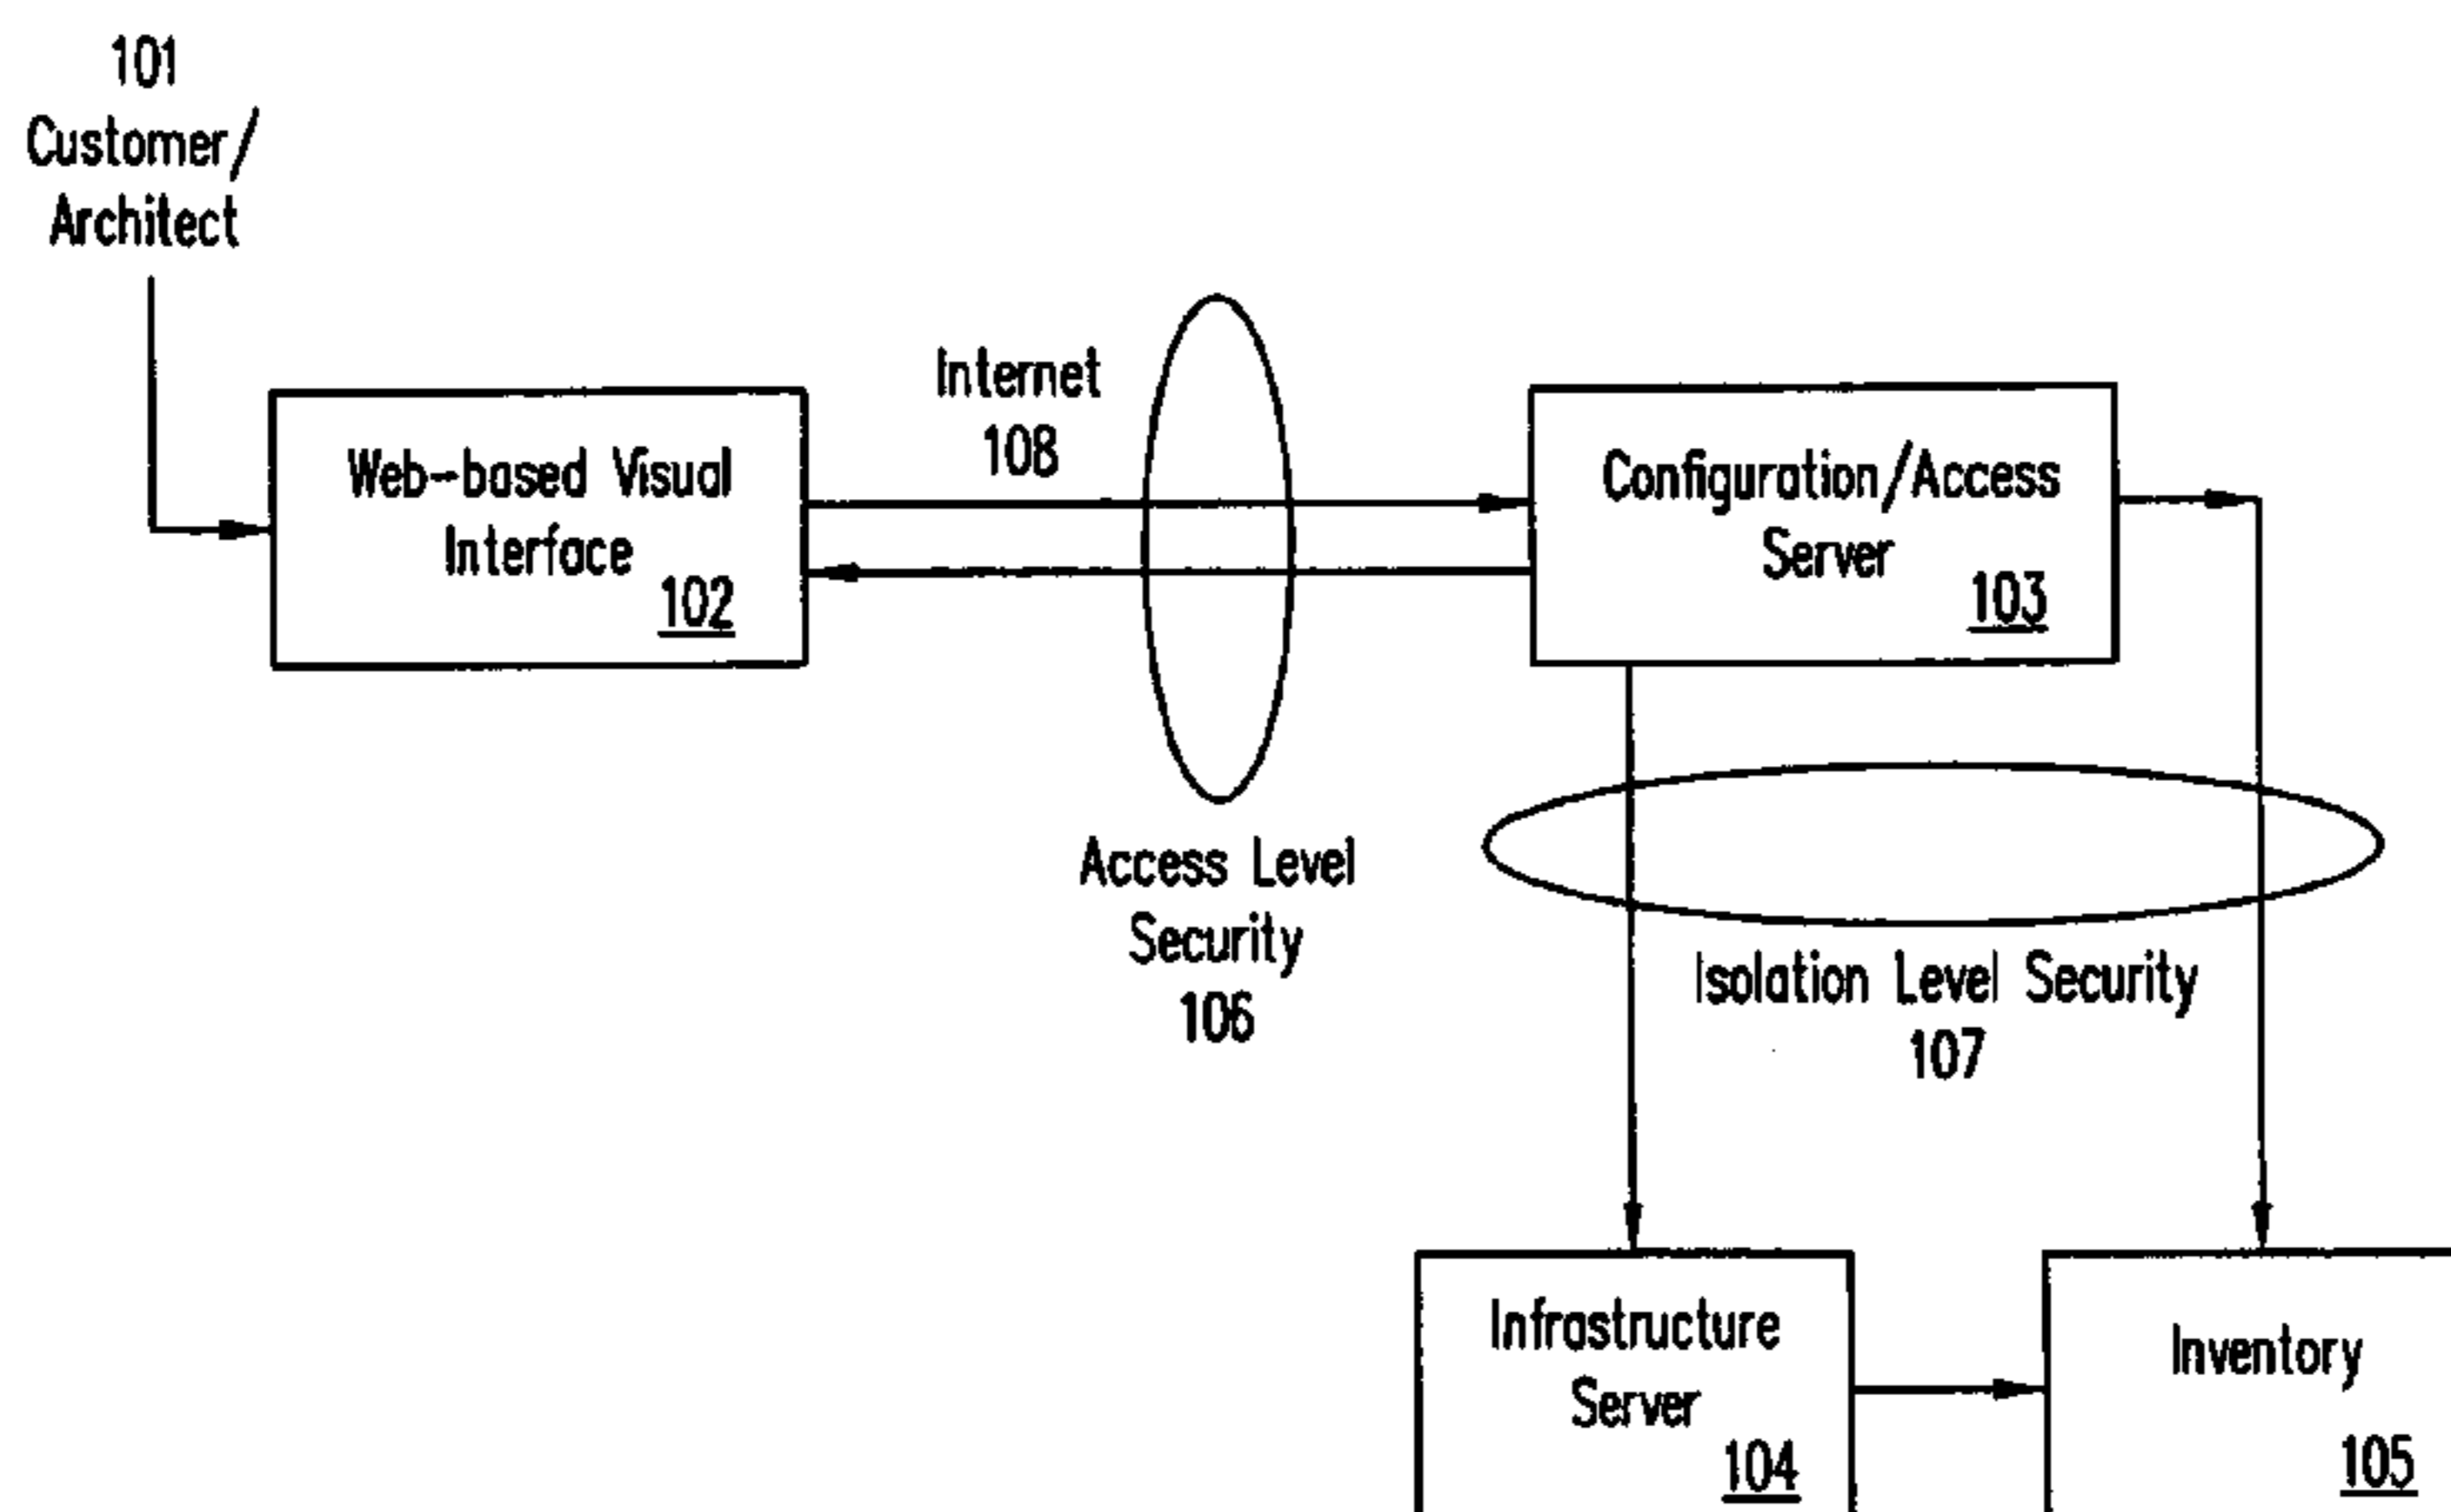 101
Customer/
Architect
Internet
108
Web-based Visual
Interface
102
Configuration/Access
Server
103
Access Level
Security
106
Isolation Level Security
107
Infrastructure
Server
104
Inventory
105